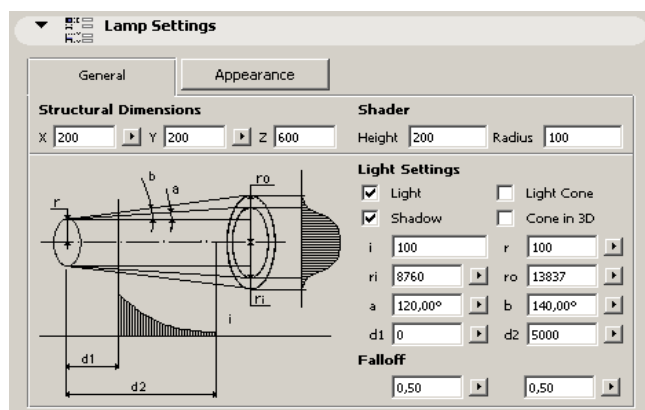 Lamp Settings
General Appearance
Structural Dimensions Shader
X 200 Y 200 Z 600 Height 200 Radius 100
Light Settings
Light Light Cone
Shadow Cone in 3D
i 100 r 100
ri 8760 ro 13837
a 120,00° b 140,00°
d1 0 d2 5000
Falloff
0,50 0,50
b
a
ro
r
ri
i
d1
d2